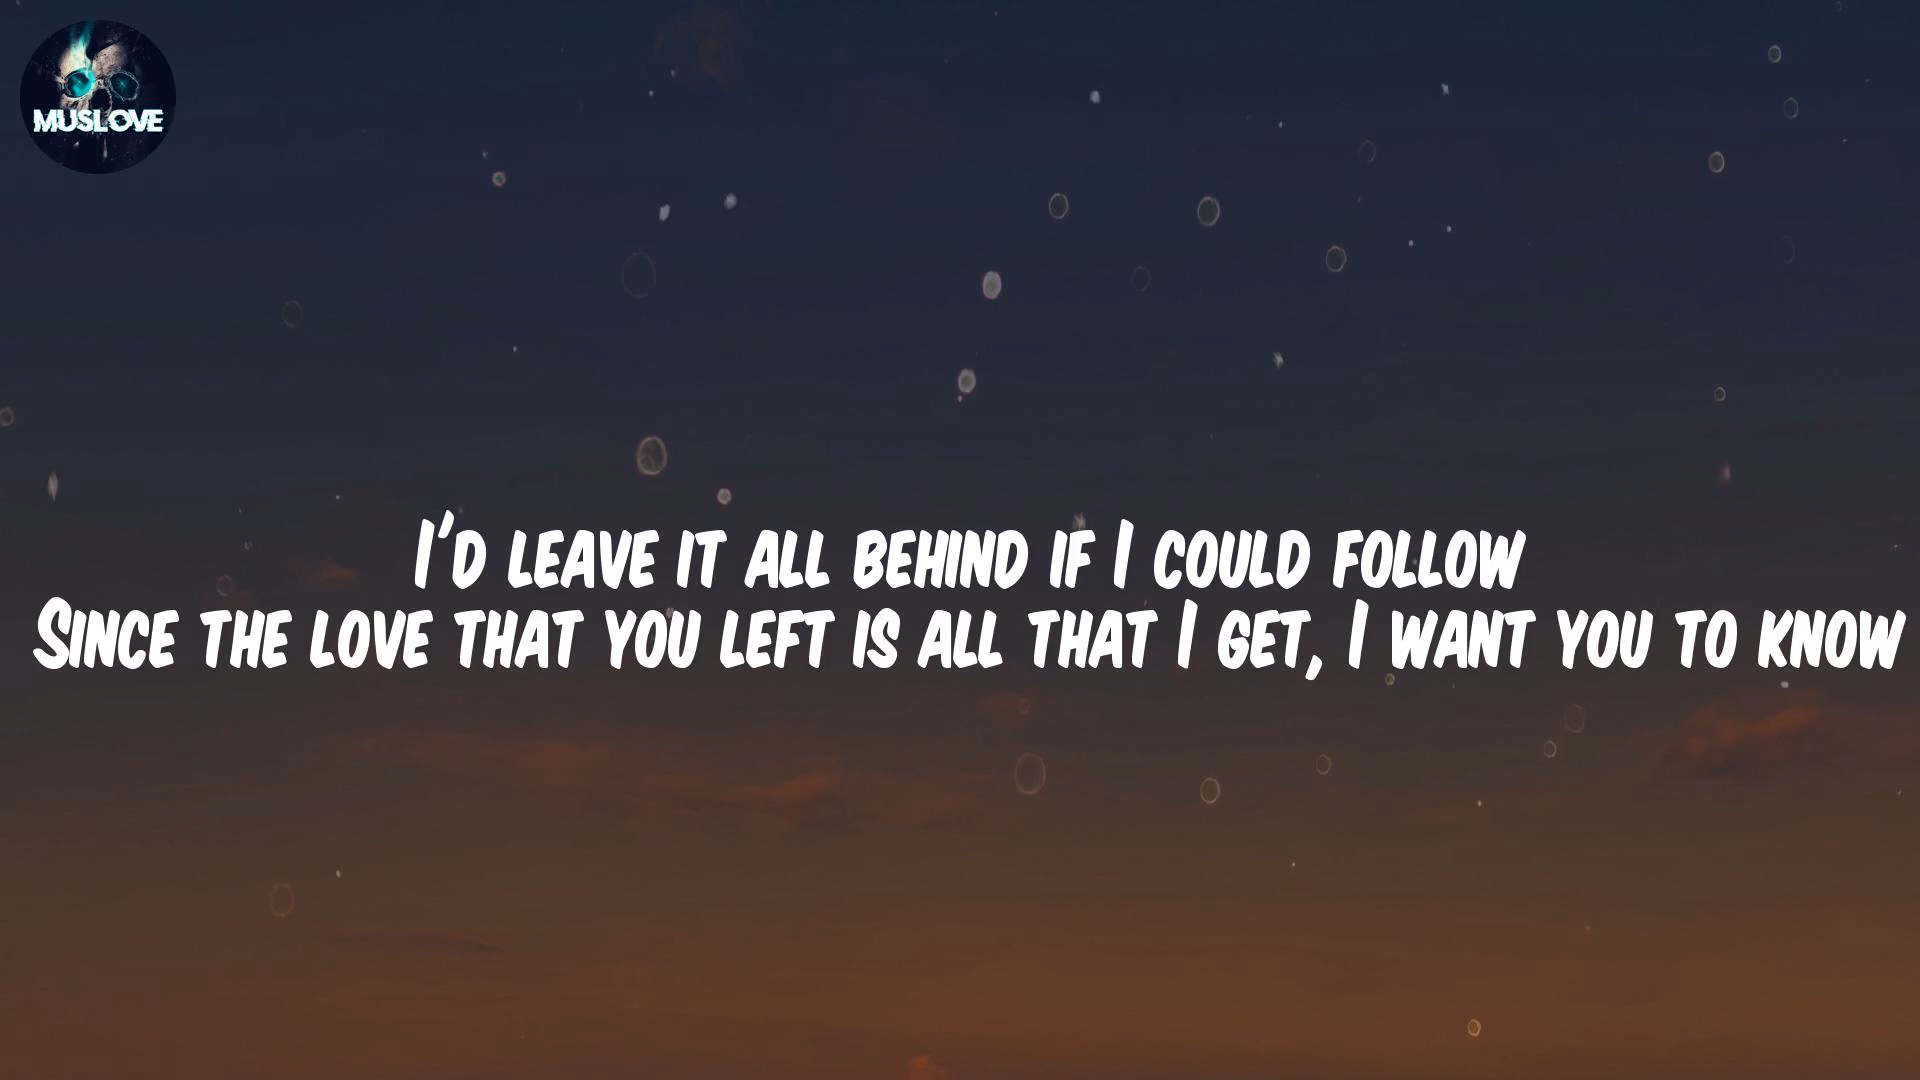 MUSLOVE
I'd leave it all behind if I could follow
Since the love that you left is all that I get, I want you to know